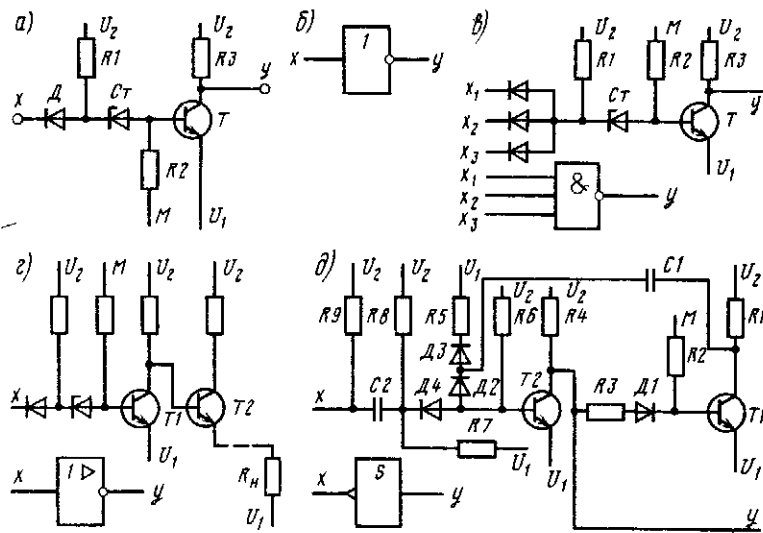 а) U₂ U₂ б) в) U₂ M U₂
R1 R3 x 1 y R1 R2 R3
x Д Ст y x₁ Ст y
T x₂ T
R2 x₃
M U₁ x₁ & y U₁
x₂
x₃
г) U₂ M U₂ U₂ д) U₂ U₂ U₁ C1 U₂
U₂ U₂
R9 R8 R5 R6 R4 M R1
Д3 R2
x C2 Д4 Д2 T2 R3 Д1
x T1 T2 T1
U₁ R7 U₁ U₁ U₁
x 1 ▷ y Rн x S y
U₁ y